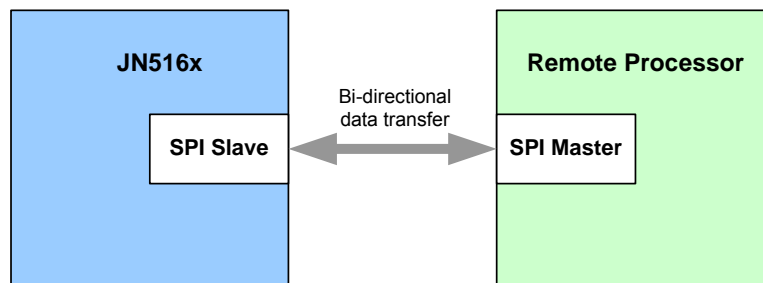 JN516x
Remote Processor
Bi-directional
data transfer
SPI Slave
SPI Master